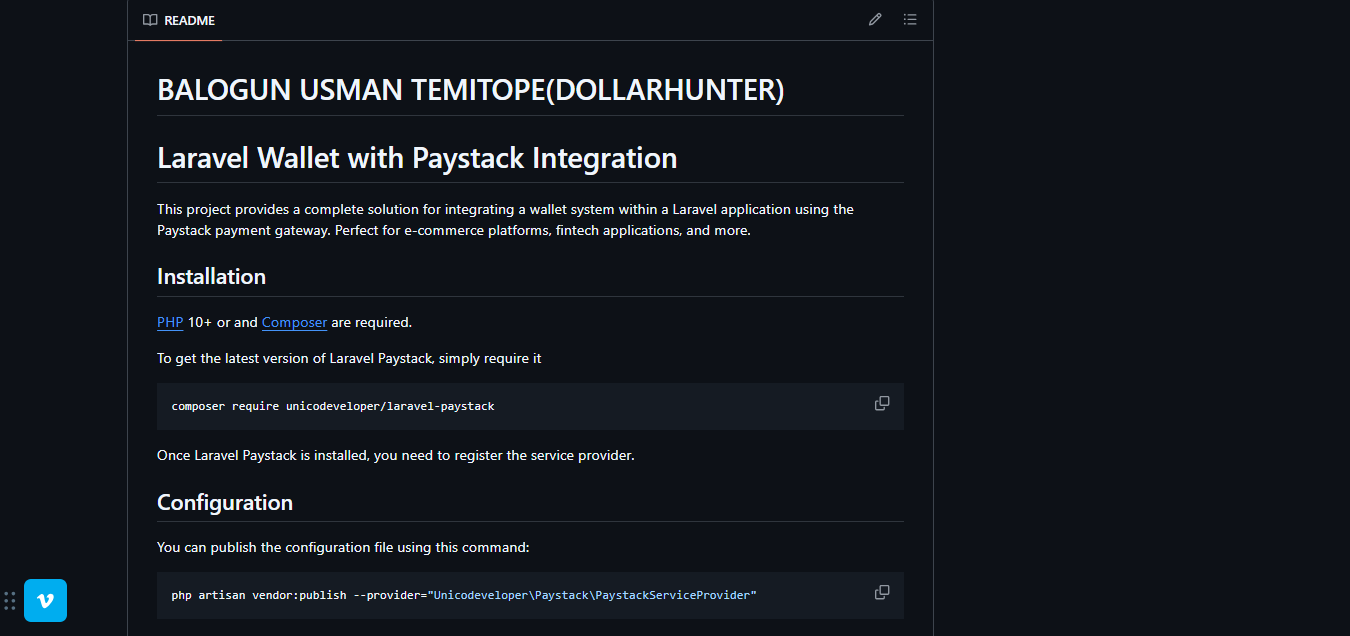 README
BALOGUN USMAN TEMITOPE(DOLLARHUNTER)
Laravel Wallet with Paystack Integration
This project provides a complete solution for integrating a wallet system within a Laravel application using the
Paystack payment gateway. Perfect for e-commerce platforms, fintech applications, and more.
Installation
PHP 10+ or and Composer are required.
To get the latest version of Laravel Paystack, simply require it
composer require unicodeveloper/laravel-paystack
Once Laravel Paystack is installed, you need to register the service provider.
Configuration
You can publish the configuration file using this command:
php artisan vendor:publish --provider="Unicodeveloper\Paystack\PaystackServiceProvider"